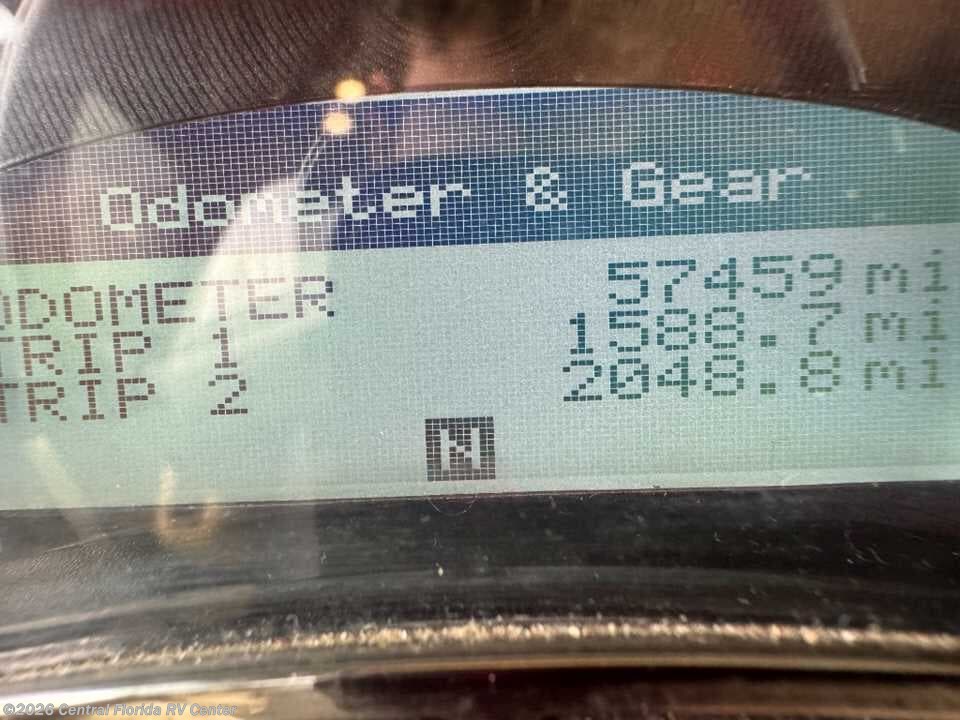 Odometer & Gear
ODOMETER 57459 mi
TRIP 1 1588.7 mi
TRIP 2 2048.8 mi
N
©2026 Central Florida RV Center